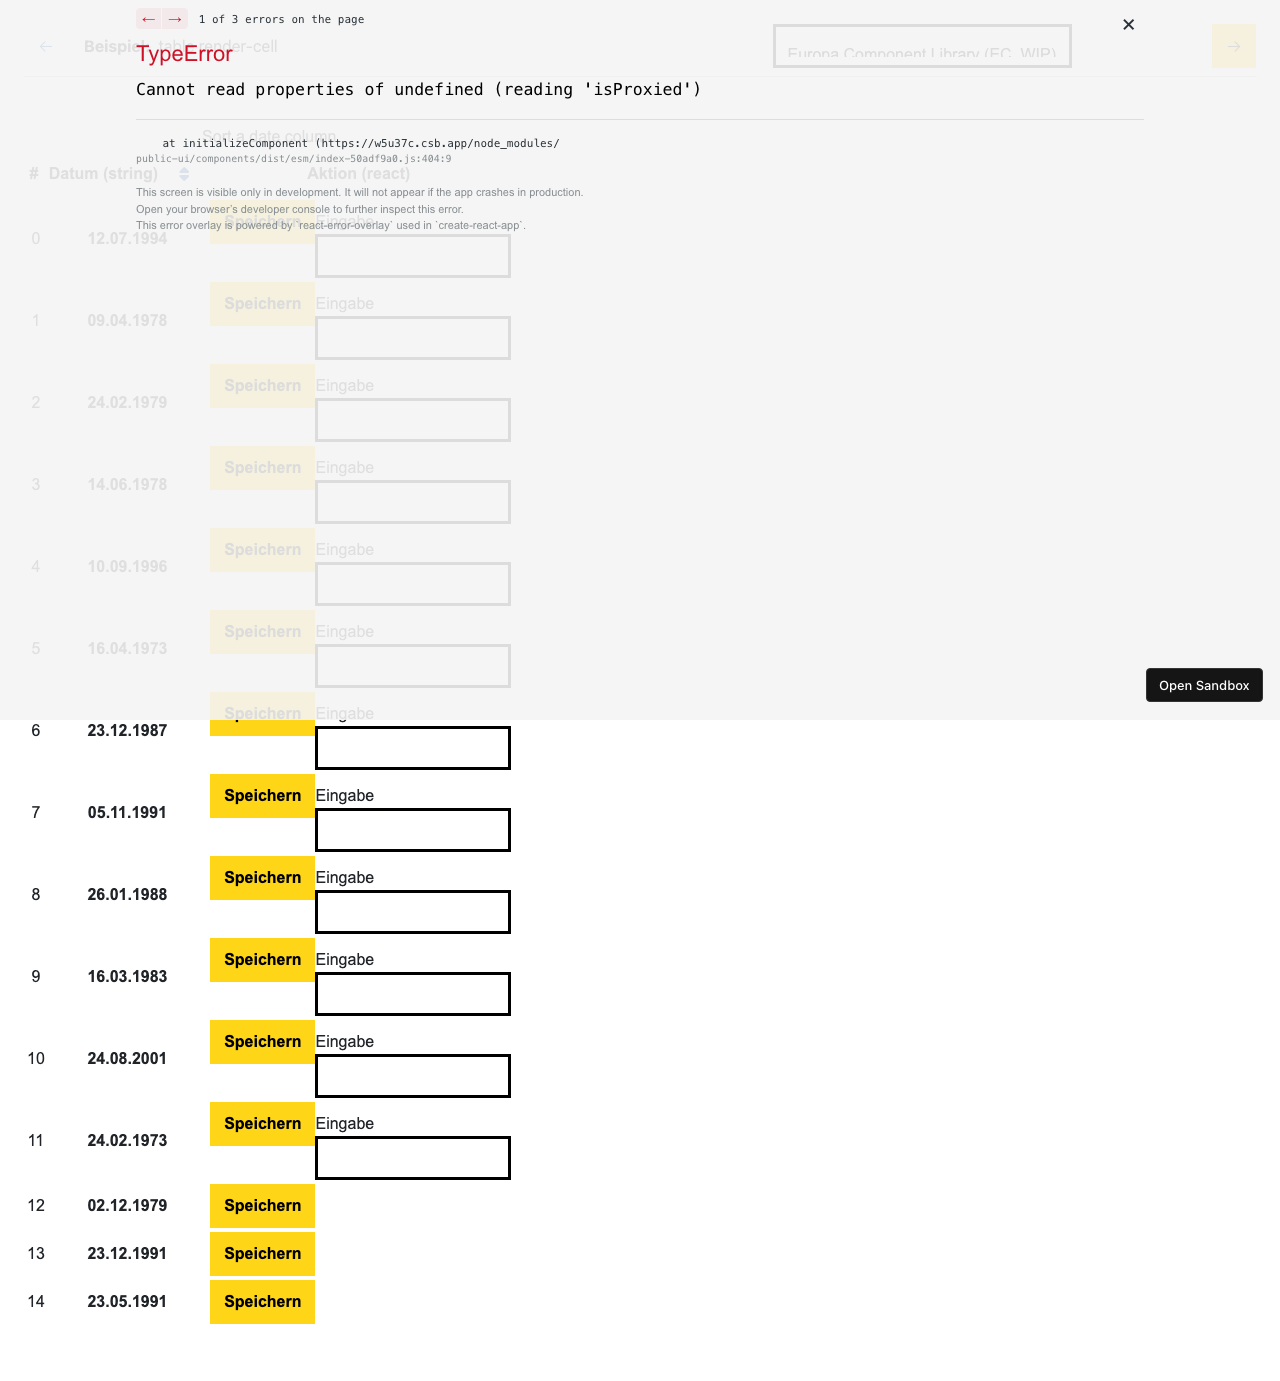 ← → 1 of 3 errors on the page ✕
← Beispiel table-render-cell Europa Component Library (EC, WIP) →
TypeError
Cannot read properties of undefined (reading 'isProxied')
Sort a date column
at initializeComponent (https://w5u37c.csb.app/node_modules/
public-ui/components/dist/esm/index-50adf9a0.js:404:9
# Datum (string) Aktion (react)
This screen is visible only in development. It will not appear if the app crashes in production.
Open your browser's developer console to further inspect this error.
This error overlay is powered by `react-error-overlay` used in `create-react-app`.
0 12.07.1994 Speichern Eingabe
1 09.04.1978 Speichern Eingabe
2 24.02.1979 Speichern Eingabe
3 14.06.1978 Speichern Eingabe
4 10.09.1996 Speichern Eingabe
5 16.04.1973 Speichern Eingabe
Open Sandbox
6 23.12.1987 Speichern Eingabe
7 05.11.1991 Speichern Eingabe
8 26.01.1988 Speichern Eingabe
9 16.03.1983 Speichern Eingabe
10 24.08.2001 Speichern Eingabe
11 24.02.1973 Speichern Eingabe
12 02.12.1979 Speichern
13 23.12.1991 Speichern
14 23.05.1991 Speichern